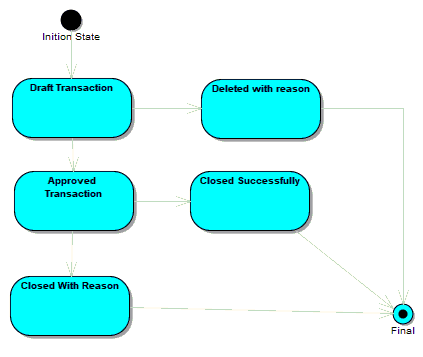 Inition State
Draft Transaction
Deleted with reason
Approved
Transaction
Closed Successfully
Closed With Reason
Final